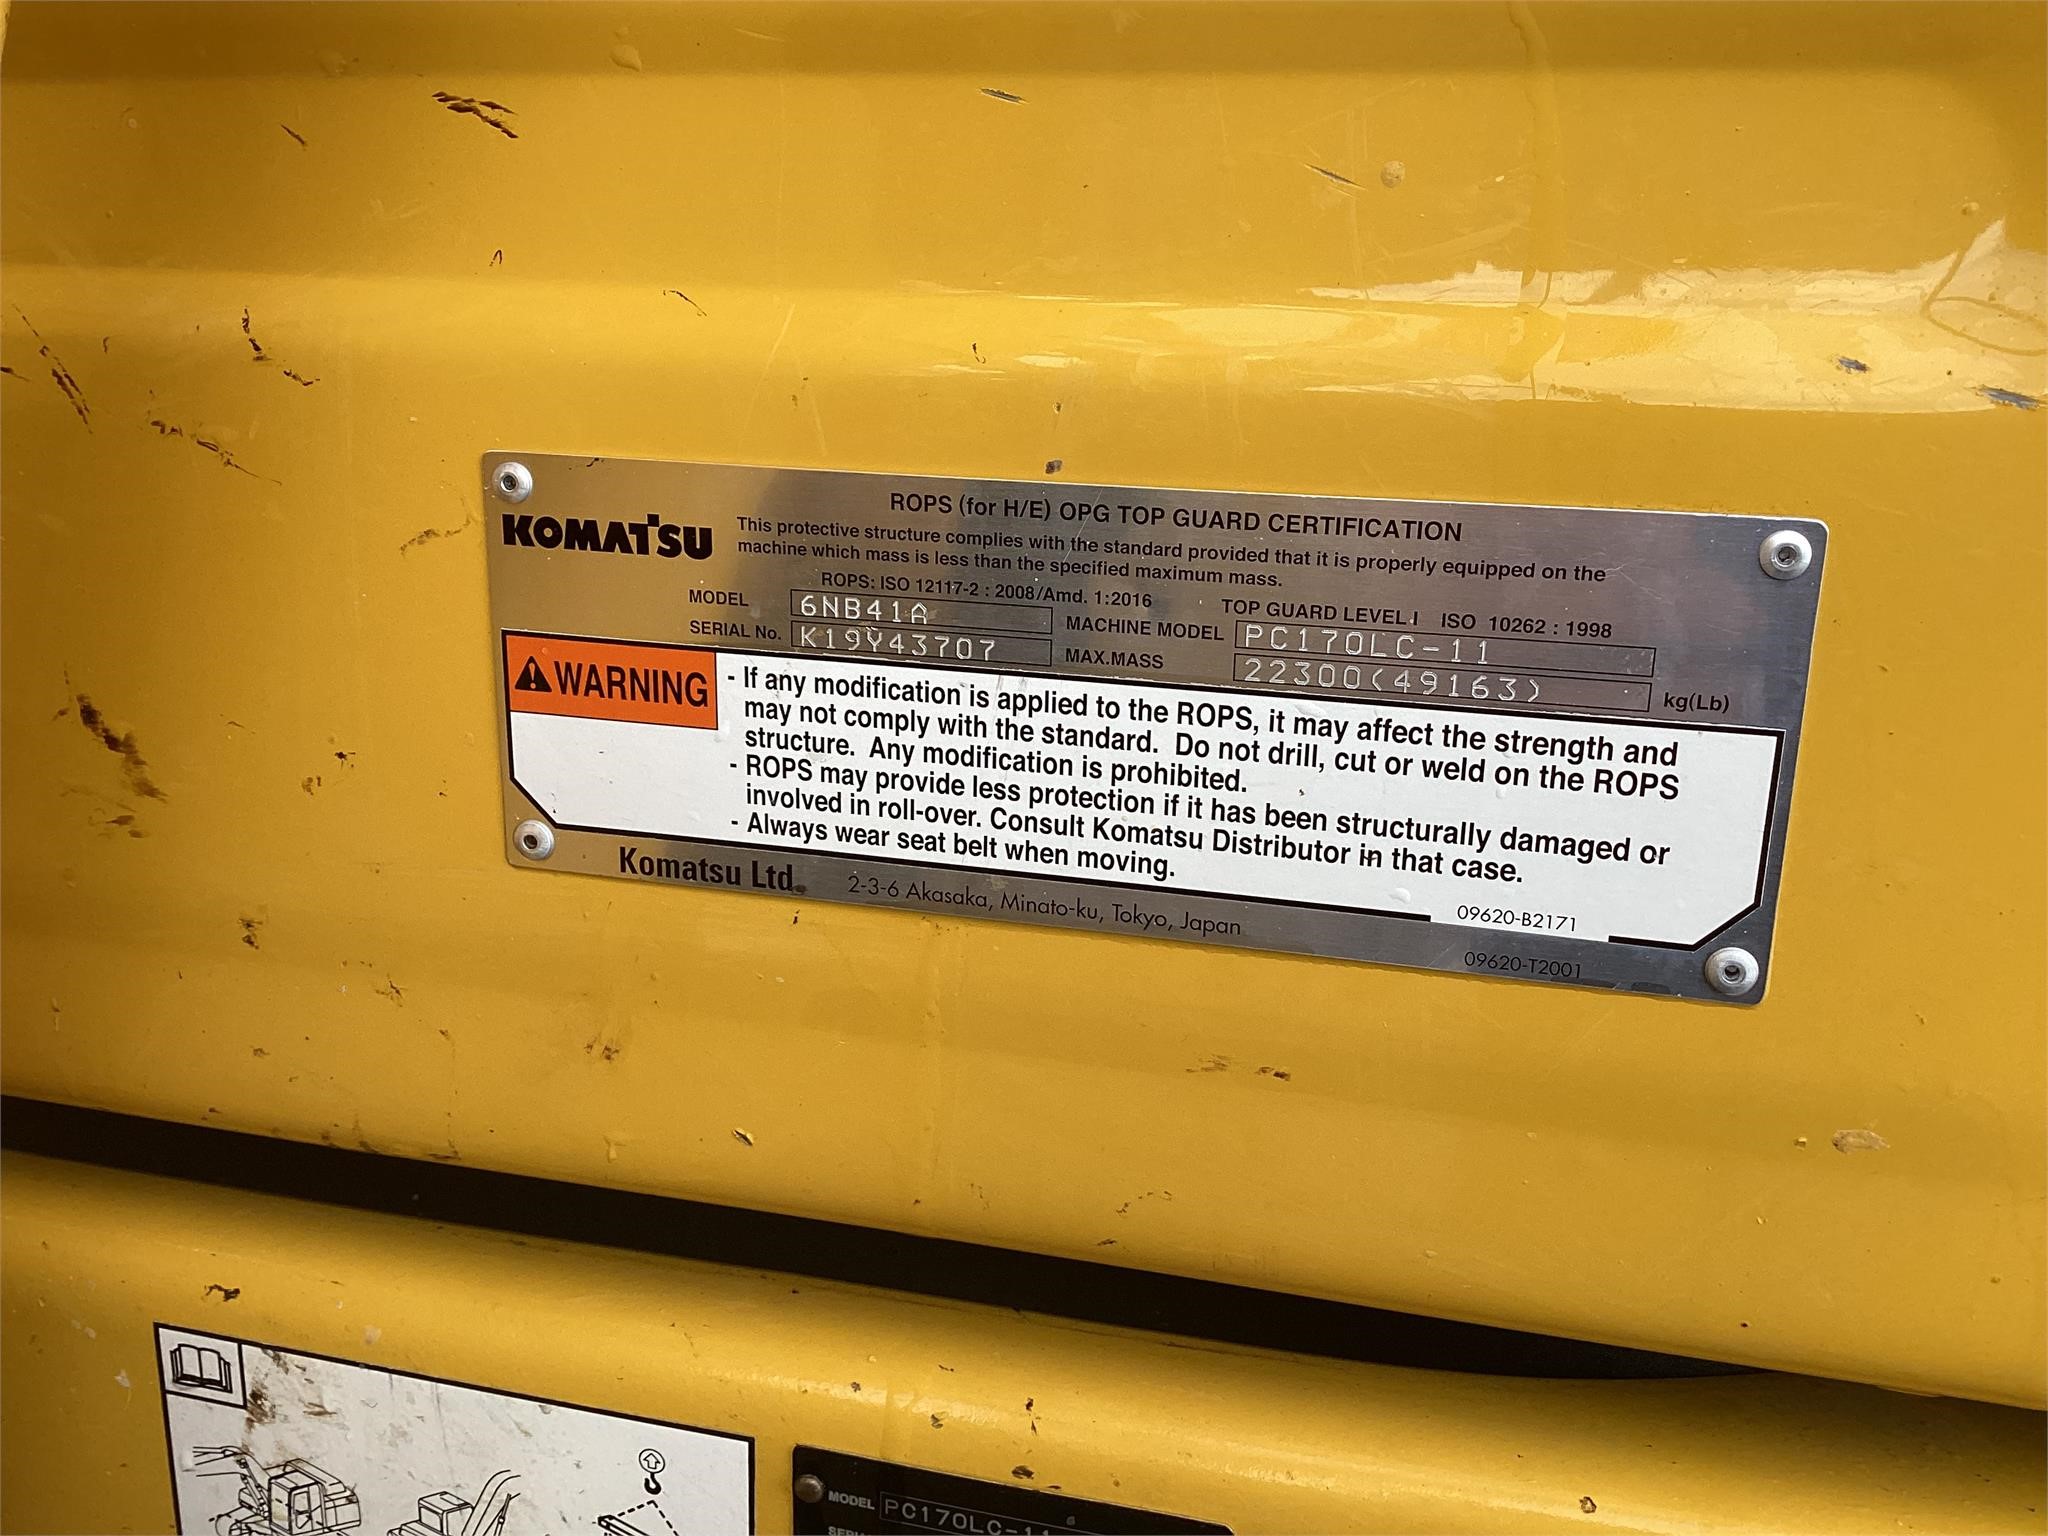 ROPS (for H/E) OPG TOP GUARD CERTIFICATION
KOMATSU
This protective structure complies with the standard provided that it is properly equipped on the
machine which mass is less than the specified maximum mass.
ROPS: ISO 12117-2 : 2008/Amd. 1:2016 TOP GUARD LEVEL I ISO 10262 : 1998
MODEL 6NB41A MACHINE MODEL PC170LC-11
SERIAL No. K19Y43707 MAX.MASS 22300(49163) kg(Lb)
WARNING
- If any modification is applied to the ROPS, it may affect the strength and
may not comply with the standard. Do not drill, cut or weld on the ROPS
structure. Any modification is prohibited.
- ROPS may provide less protection if it has been structurally damaged or
involved in roll-over. Consult Komatsu Distributor in that case.
- Always wear seat belt when moving.
09620-B2171
Komatsu Ltd. 2-3-6 Akasaka, Minato-ku, Tokyo, Japan
09620-T2001
MODEL PC170LC-11